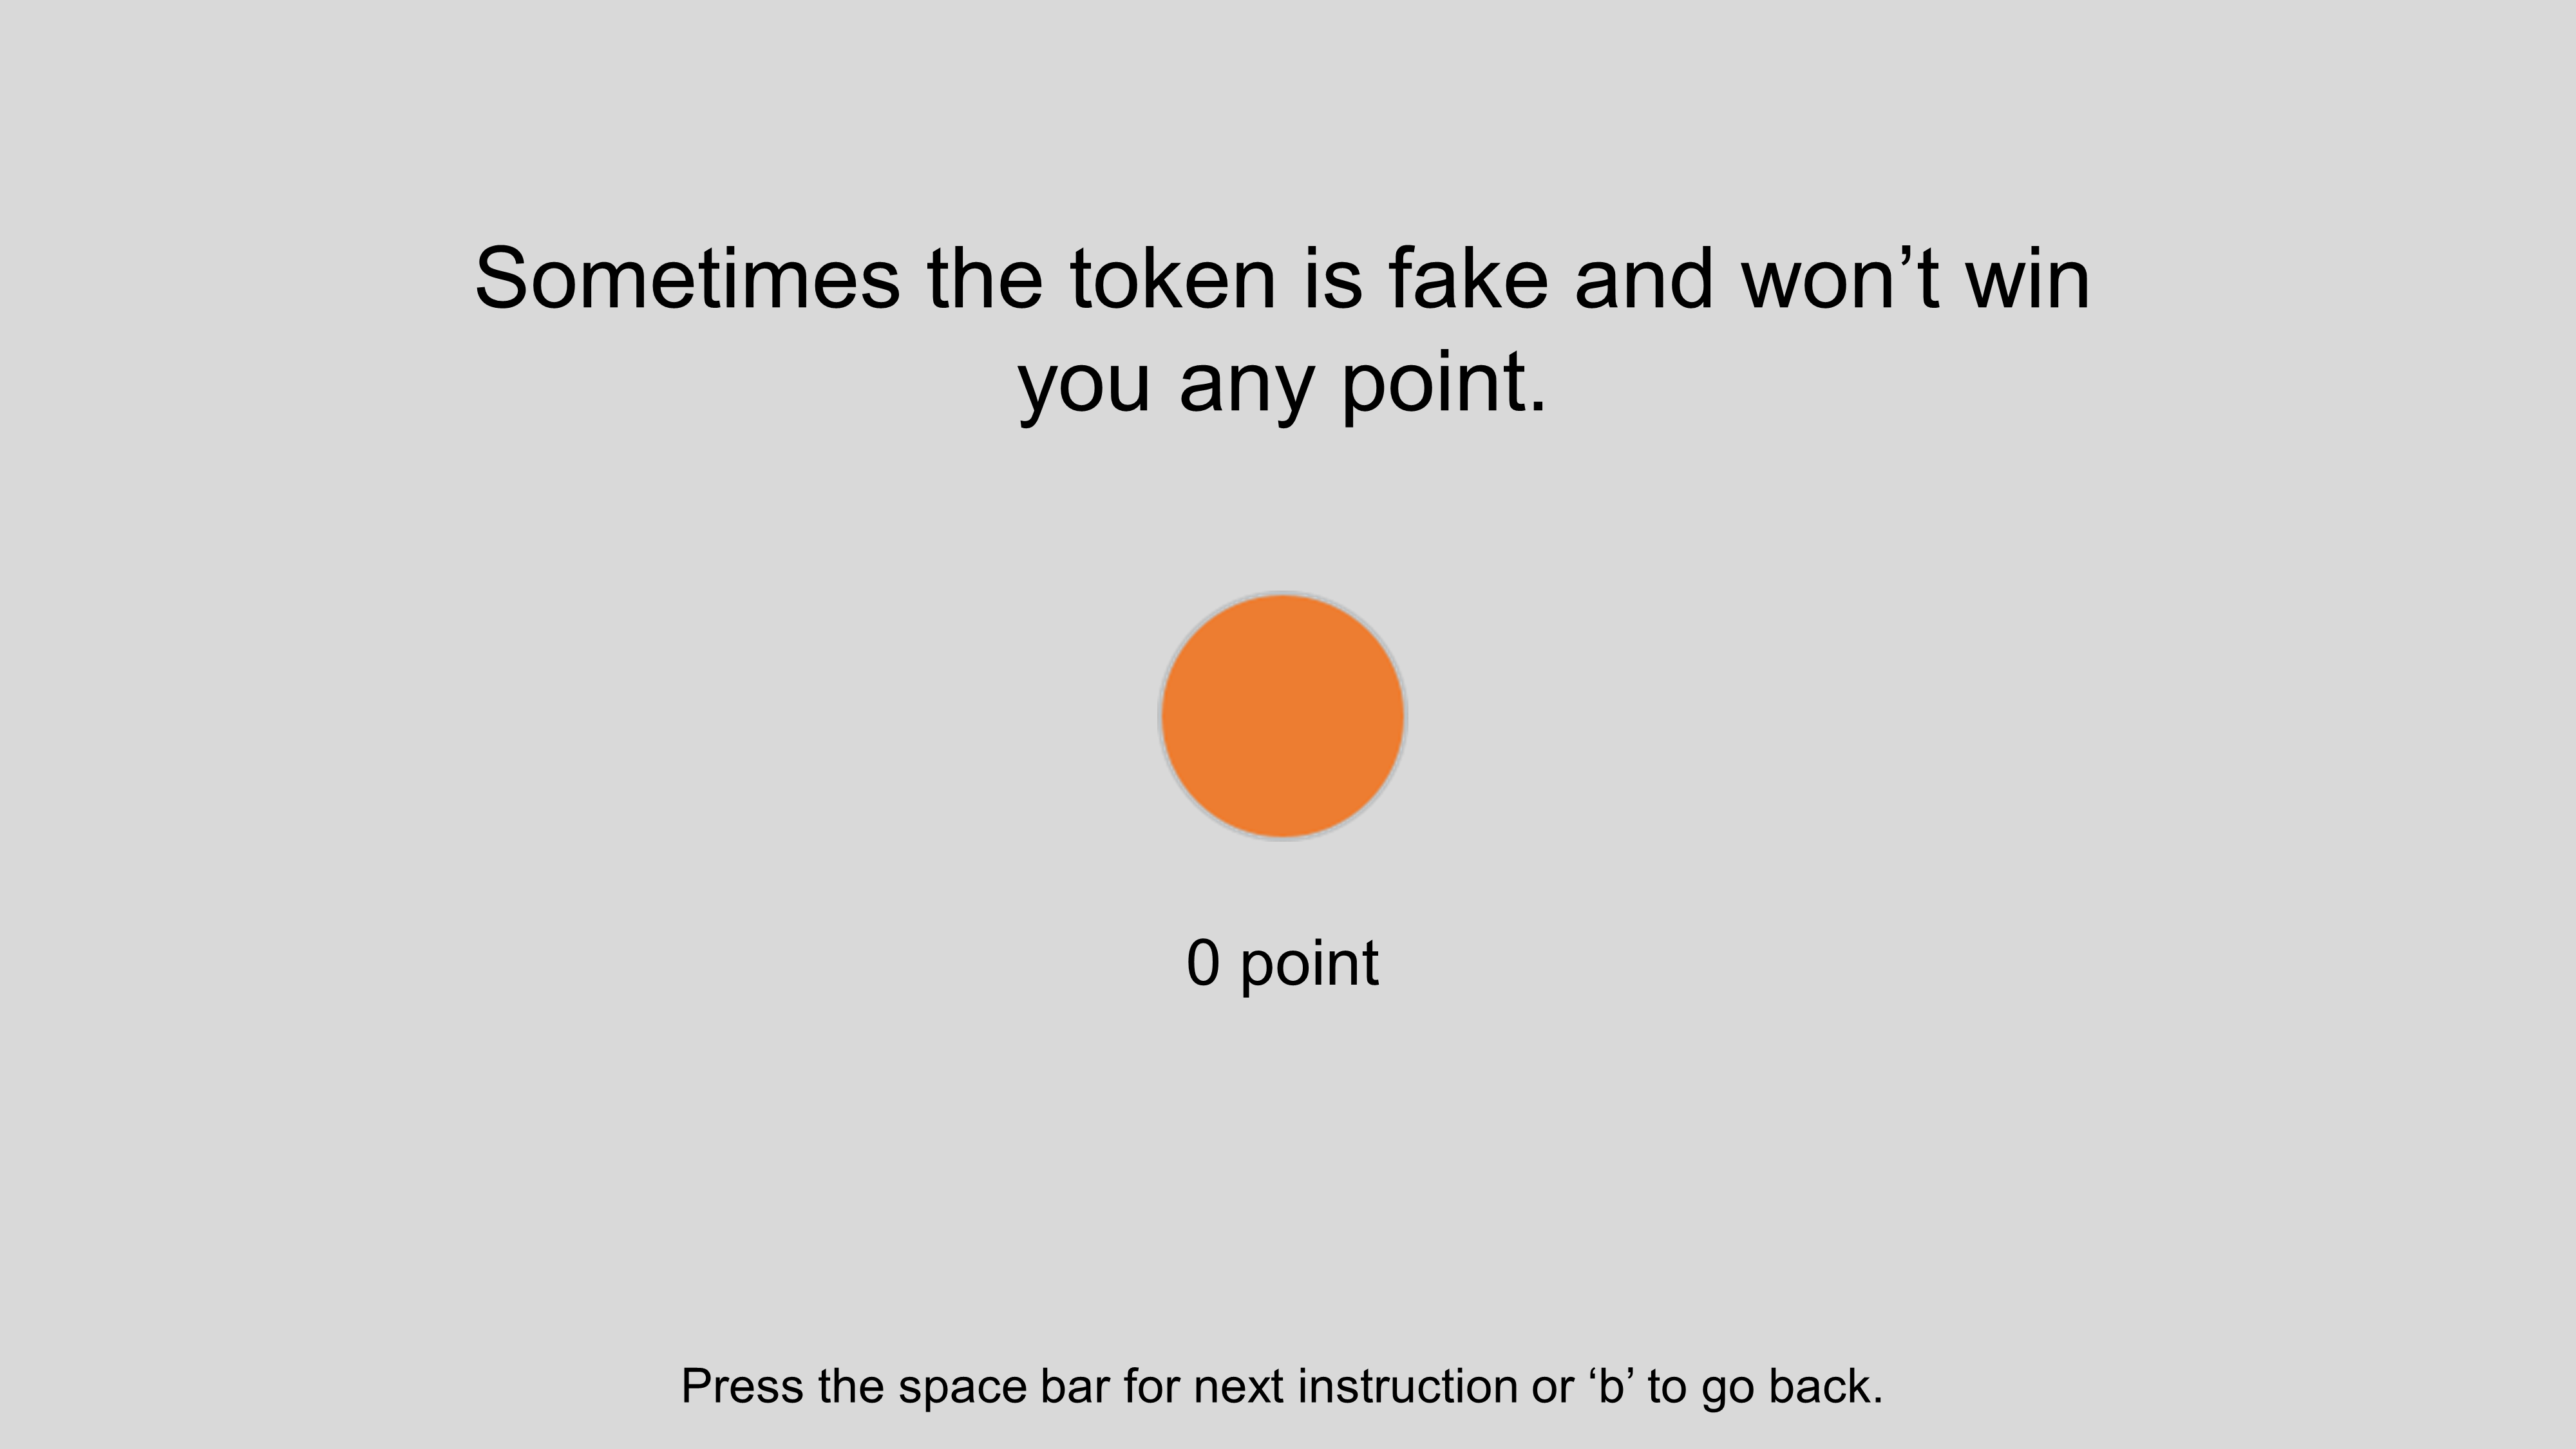 Sometimes the token is fake and won’t win
you any point.
0 point
Press the space bar for next instruction or ‘b’ to go back.